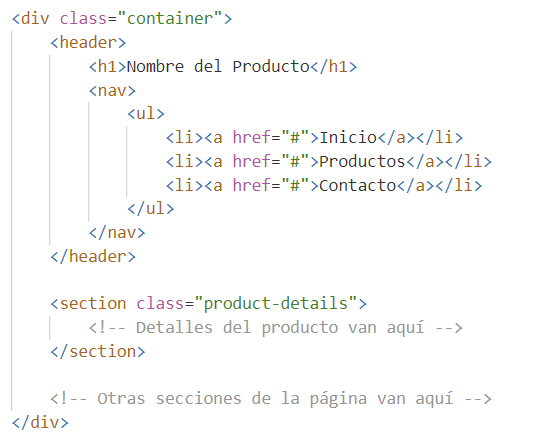 <div class="container">
<header>
<h1>Nombre del Producto</h1>
<nav>
<ul>
<li><a href="#">Inicio</a></li>
<li><a href="#">Productos</a></li>
<li><a href="#">Contacto</a></li>
</ul>
</nav>
</header>
<section class="product-details">
<!-- Detalles del producto van aquí -->
</section>
<!-- Otras secciones de la página van aquí -->
</div>